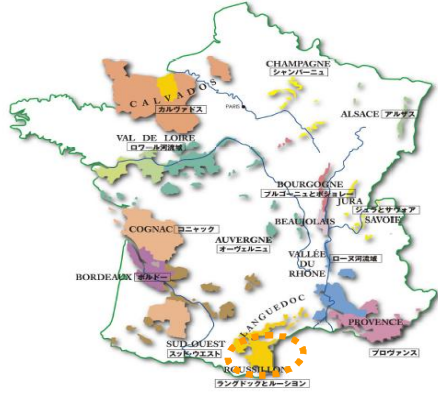 CHAMPAGNE
シャンパーニュ
CALVADOS
カルヴァドス
PARIS
ALSACE アルザス
VAL DE LOIRE
ロワール河流域
BOURGOGNE
ブルゴーニュとボジョレー
JURA
ジュラとサヴォア
SAVOIE
BEAUJOLAIS
COGNAC コニャック
AUVERGNE
オーヴェルニュ
VALLÉE
DU
RHÔNE
ローヌ河流域
BORDEAUX ボルドー
LANGUEDOC
PROVENCE
プロヴァンス
SUD-OUEST
スッド・ウエスト
ROUSSILLON
ラングドックとルーション